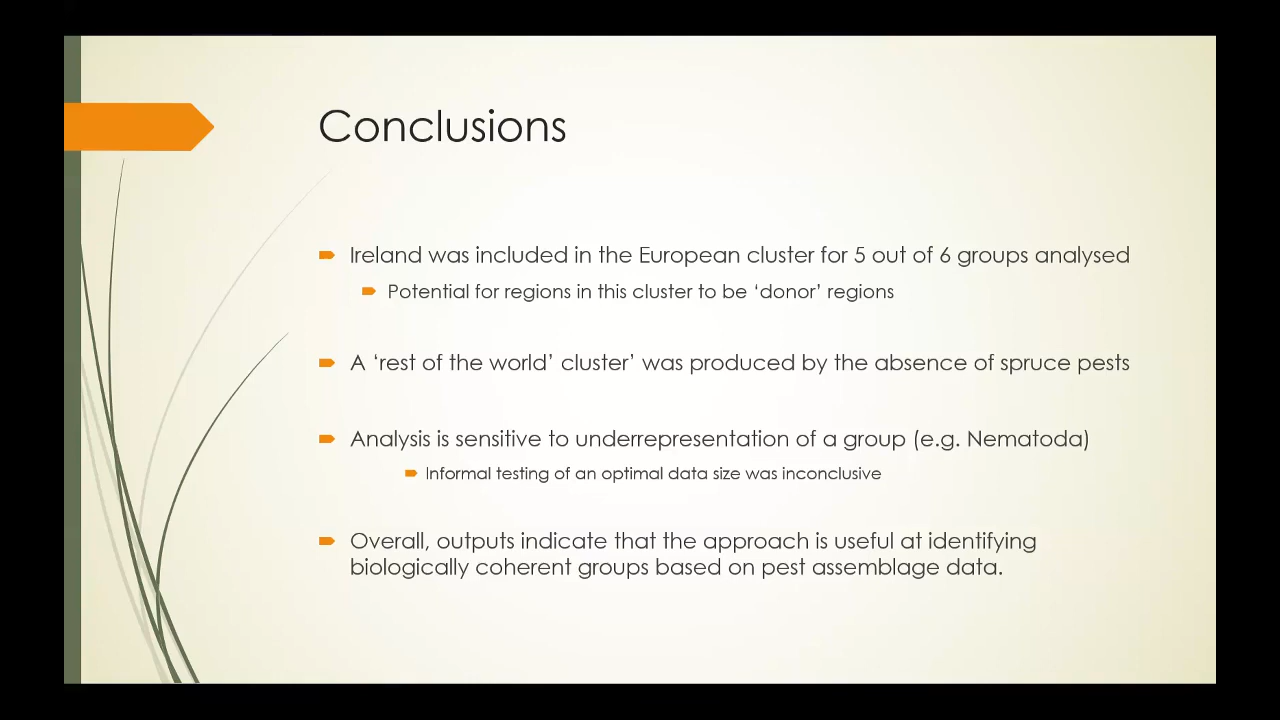 Conclusions
Ireland was included in the European cluster for 5 out of 6 groups analysed
Potential for regions in this cluster to be ‘donor’ regions
A ‘rest of the world’ cluster’ was produced by the absence of spruce pests
Analysis is sensitive to underrepresentation of a group (e.g. Nematoda)
Informal testing of an optimal data size was inconclusive
Overall, outputs indicate that the approach is useful at identifying
biologically coherent groups based on pest assemblage data.